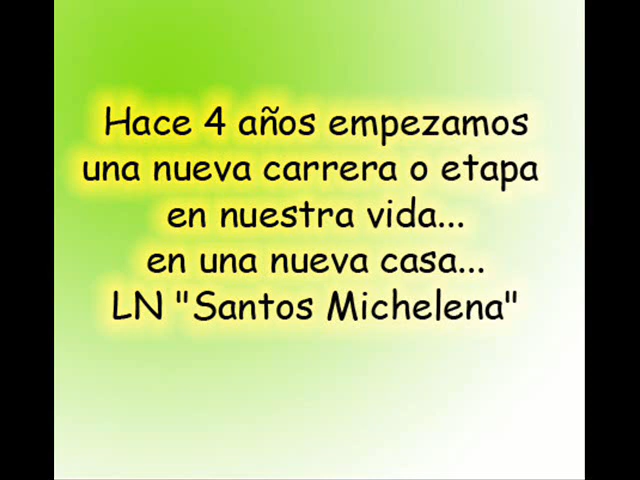 Hace 4 años empezamos
una nueva carrera o etapa
en nuestra vida...
en una nueva casa...
LN "Santos Michelena"